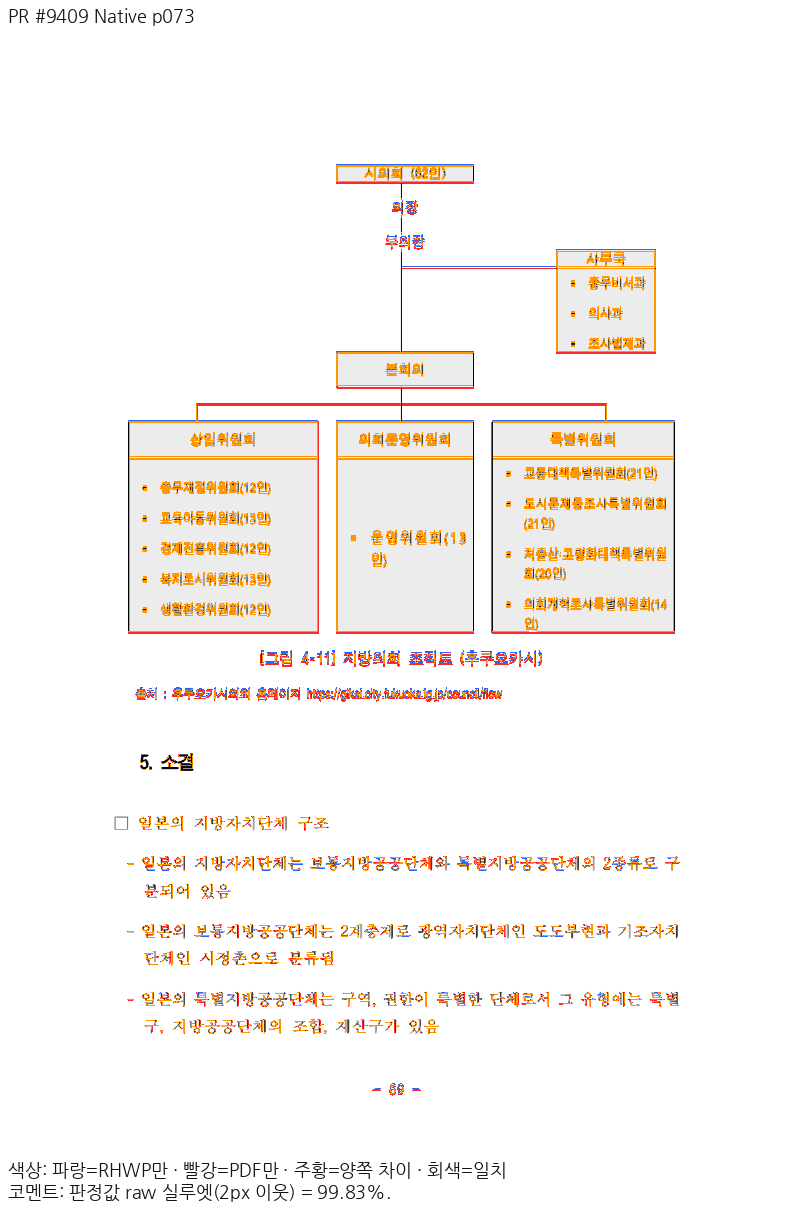 PR #9409 Native p073
시의회 (62인)
의장
부의장
사무국
▪ 총무비서과
▪ 의사과
▪ 조사법제과
본회의
상임위원회
▪ 총무재정위원회(12인)
▪ 교육아동위원회(13인)
▪ 경제진흥위원회(12인)
▪ 복지도시위원회(13인)
▪ 생활환경위원회(12인)
의회운영위원회
▪ 운영위원회(13
인)
특별위원회
▪ 교통대책특별위원회(21인)
▪ 도시문제등조사특별위원회
(21인)
▪ 저출산·고령화대책특별위원
회(20인)
▪ 의회개혁조사특별위원회(14
인)
[그림 4-11] 지방의회 조직도 (후쿠오카시)
출처 : 후쿠오카시의회 홈페이지 https://gikai.city.fukuoka.lg.jp/council/flow
5. 소결
□ 일본의 지방자치단체 구조
- 일본의 지방자치단체는 보통지방공공단체와 특별지방공공단체의 2종류로 구
분되어 있음
- 일본의 보통지방공공단체는 2계층제로 광역자치단체인 도도부현과 기초자치
단체인 시정촌으로 분류됨
- 일본의 특별지방공공단체는 구역, 권한이 특별한 단체로서 그 유형에는 특별
구, 지방공공단체의 조합, 재산구가 있음
- 69 -
색상: 파랑=RHWP만 · 빨강=PDF만 · 주황=양쪽 차이 · 회색=일치
코멘트: 판정값 raw 실루엣(2px 이웃) = 99.83%.